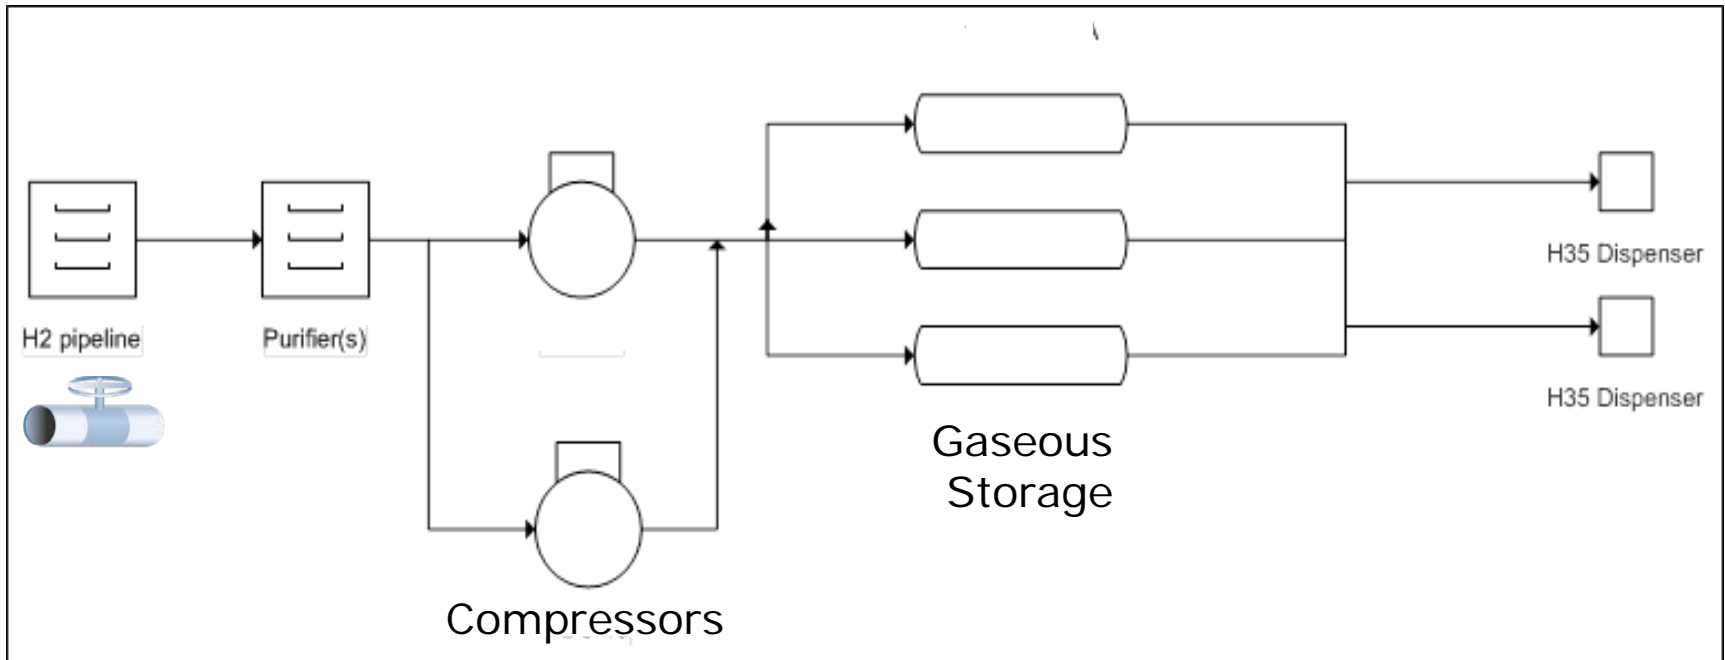 H2 pipeline
Purifier(s)
Compressors
Gaseous
Storage
H35 Dispenser
H35 Dispenser